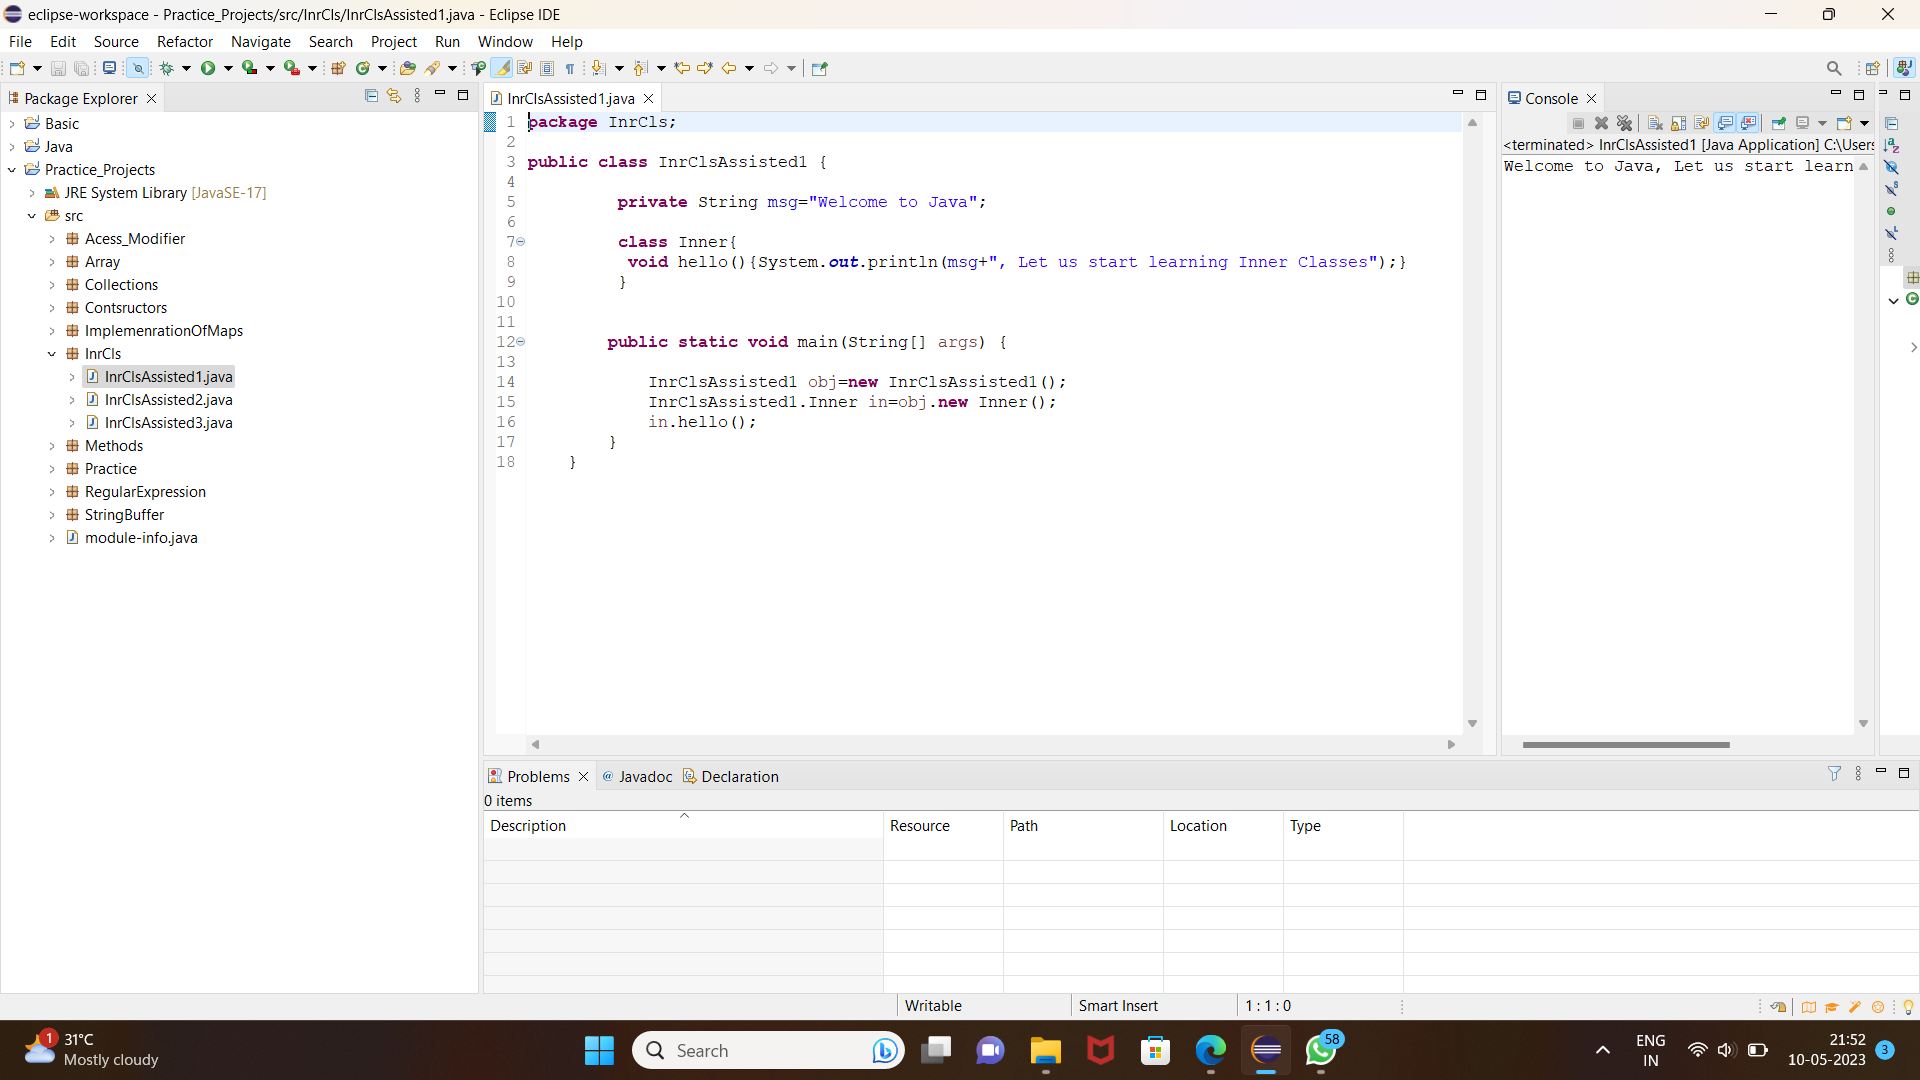 eclipse-workspace - Practice_Projects/src/InrCls/InrClsAssisted1.java - Eclipse IDE
File Edit Source Refactor Navigate Search Project Run Window Help
Package Explorer
Basic
Java
Practice_Projects
JRE System Library [JavaSE-17]
src
Acess_Modifier
Array
Collections
Contsructors
ImplemenrationOfMaps
InrCls
InrClsAssisted1.java
InrClsAssisted2.java
InrClsAssisted3.java
Methods
Practice
RegularExpression
StringBuffer
module-info.java
InrClsAssisted1.java
1 package InrCls;
2
3 public class InrClsAssisted1 {
4
5 private String msg="Welcome to Java";
6
7 class Inner{
8 void hello(){System.out.println(msg+", Let us start learning Inner Classes");}
9 }
10
11
12 public static void main(String[] args) {
13
14 InrClsAssisted1 obj=new InrClsAssisted1();
15 InrClsAssisted1.Inner in=obj.new Inner();
16 in.hello();
17 }
18 }
Console
<terminated> InrClsAssisted1 [Java Application] C:\Users
Welcome to Java, Let us start learn
Problems Javadoc Declaration
0 items
Description Resource Path Location Type
Writable Smart Insert 1 : 1 : 0
1
31°C
Mostly cloudy
Search
58
ENG
IN
21:52
10-05-2023
3